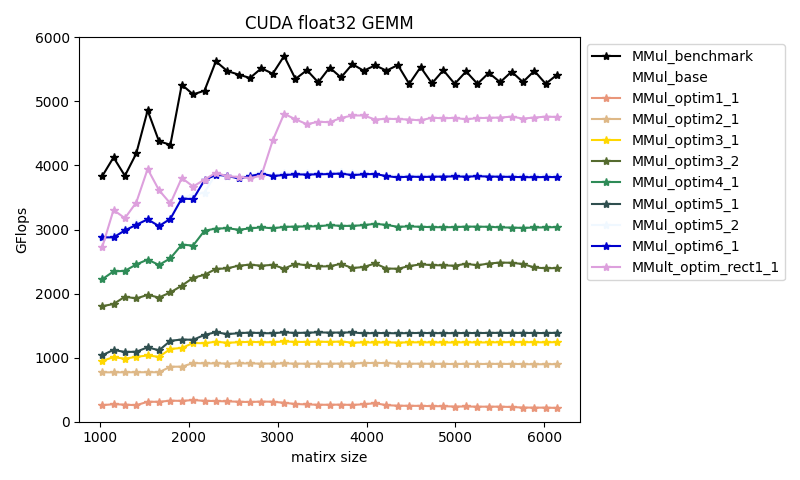 CUDA float32 GEMM
6000
5000
4000
3000
2000
1000
0
GFlops
1000 2000 3000 4000 5000 6000
matirx size
MMul_benchmark
MMul_base
MMul_optim1_1
MMul_optim2_1
MMul_optim3_1
MMul_optim3_2
MMul_optim4_1
MMul_optim5_1
MMul_optim5_2
MMul_optim6_1
MMult_optim_rect1_1